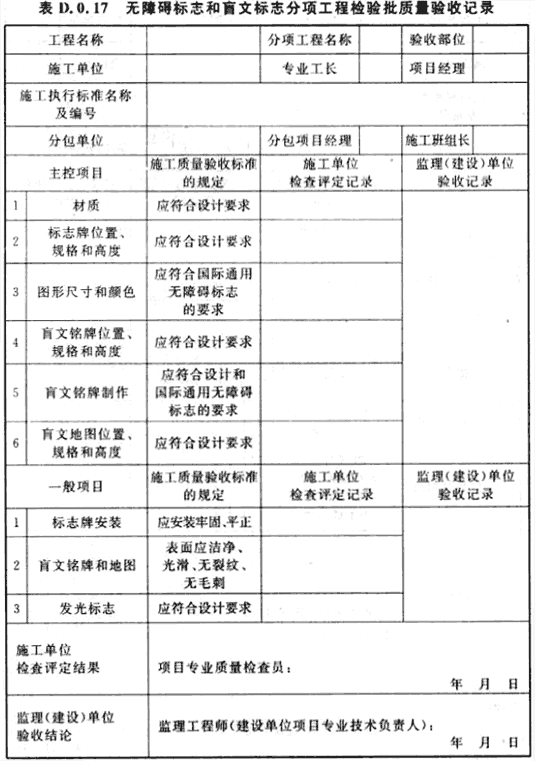 表 D.0.17 无障碍标志和盲文标志分项工程检验批质量验收记录
工程名称 分项工程名称 验收部位
施工单位 专业工长 项目经理
施工执行标准名称
及编号
分包单位 分包项目经理 施工班组长
主控项目 施工质量验收标准
的规定 施工单位
检查评定记录 监理(建设)单位
验收记录
1 材质 应符合设计要求
2 标志牌位置、
规格和高度 应符合设计要求
3 图形尺寸和颜色 应符合国际通用
无障碍标志
的要求
4 盲文铭牌位置、
规格和高度 应符合设计要求
5 盲文铭牌制作 应符合设计和
国际通用无障碍
标志的要求
6 盲文地图位置、
规格和高度 应符合设计要求
一般项目 施工质量验收标准
的规定 施工单位
检查评定记录 监理(建设)单位
验收记录
1 标志牌安装 应安装牢固、平正
2 盲文铭牌和地图 表面应洁净、
光滑、无裂纹、
无毛刺
3 发光标志 应符合设计要求
施工单位
检查评定结果 项目专业质量检查员:
年 月 日
监理(建设)单位
验收结论 监理工程师(建设单位项目专业技术负责人):
年 月 日